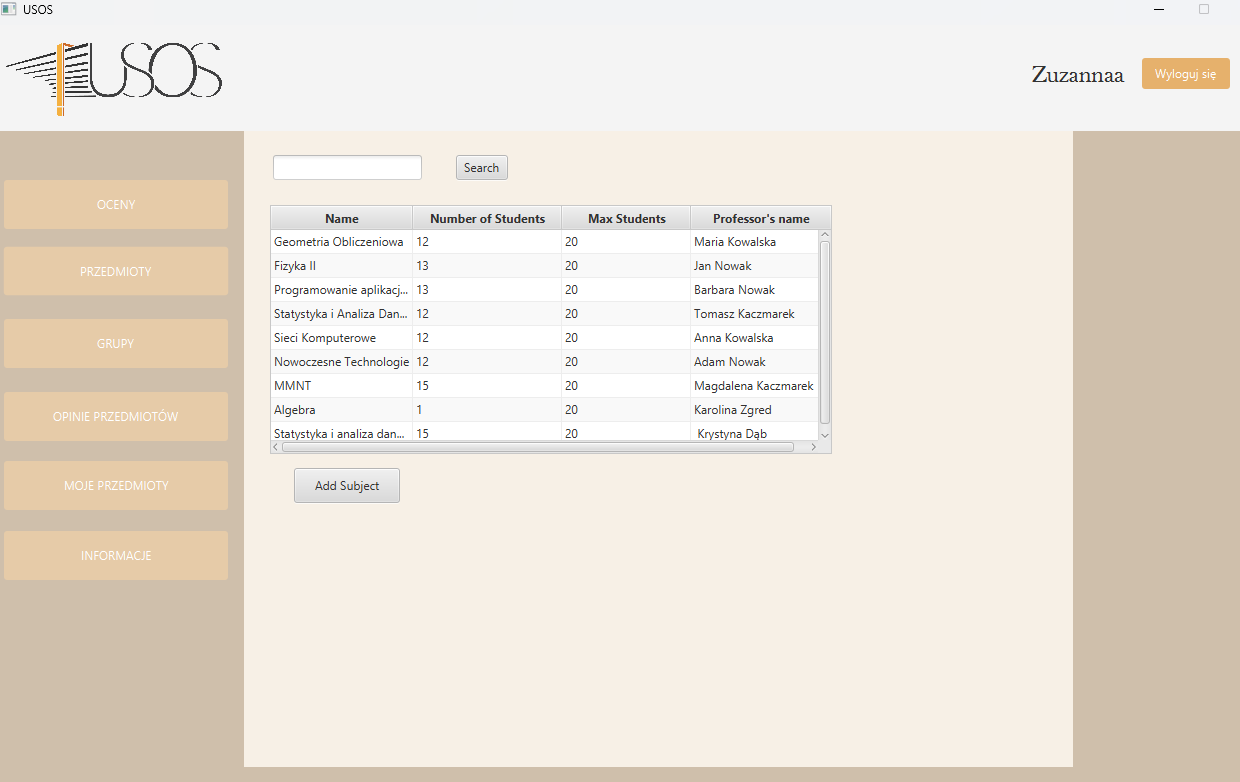 USOS
USOS
Zuzannaa
Wyloguj się
OCENY
PRZEDMIOTY
GRUPY
OPINIE PRZEDMIOTÓW
MOJE PRZEDMIOTY
INFORMACJE
Search
Name Number of Students Max Students Professor's name
Geometria Obliczeniowa 12 20 Maria Kowalska
Fizyka II 13 20 Jan Nowak
Programowanie aplikacj... 13 20 Barbara Nowak
Statystyka i Analiza Dan... 12 20 Tomasz Kaczmarek
Sieci Komputerowe 12 20 Anna Kowalska
Nowoczesne Technologie 12 20 Adam Nowak
MMNT 15 20 Magdalena Kaczmarek
Algebra 1 20 Karolina Zgred
Statystyka i analiza dan... 15 20 Krystyna Dąb
Add Subject